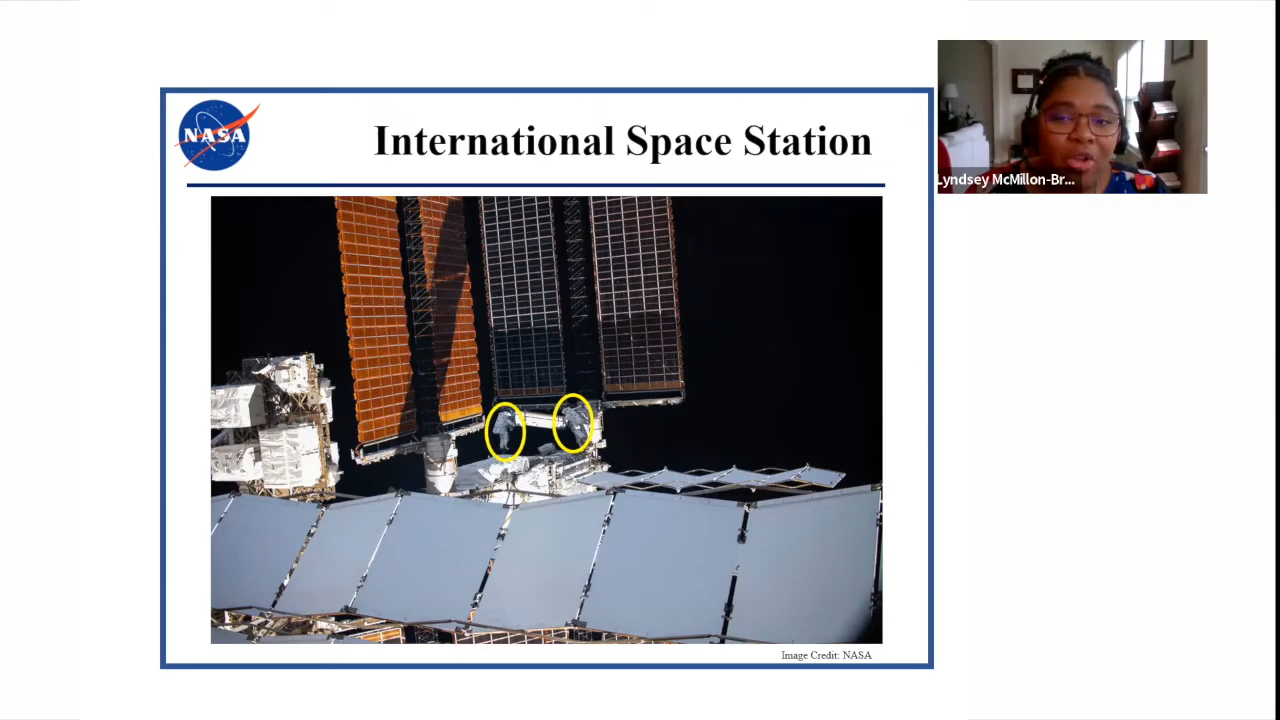 NASA
International Space Station
Lyndsey McMillon-Br...
Image Credit: NASA